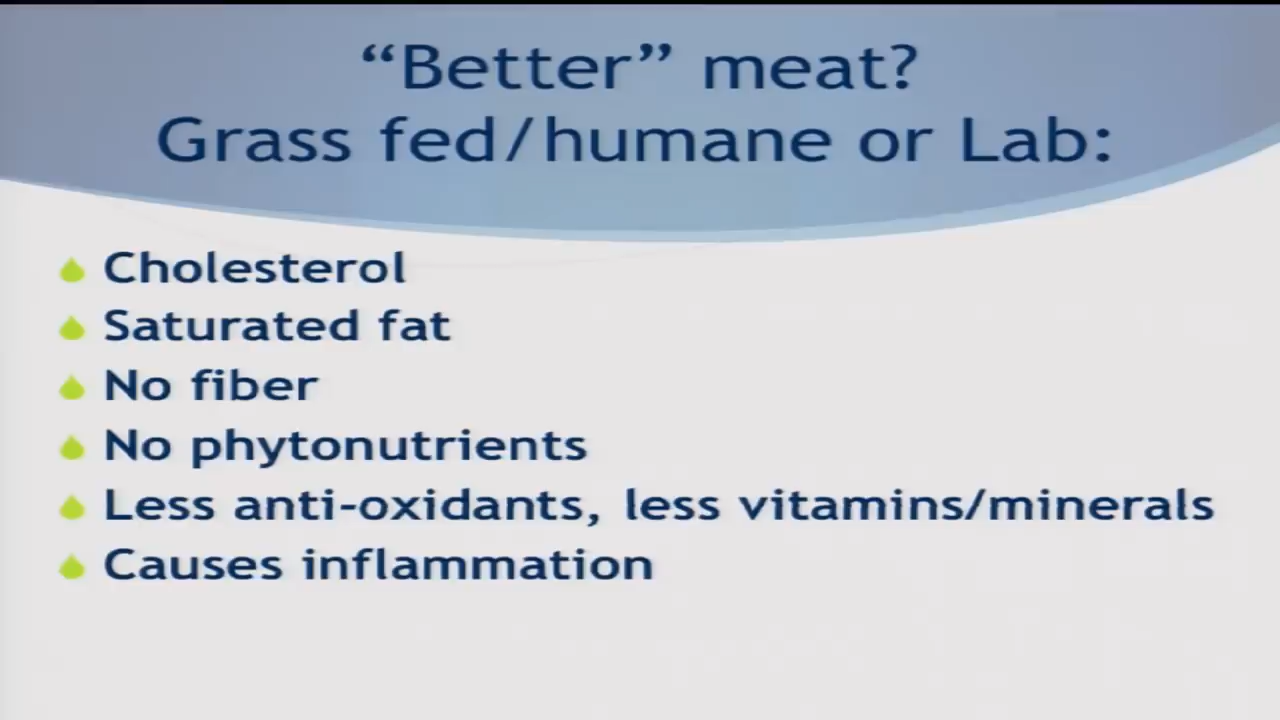 “Better” meat?
Grass fed/humane or Lab:
Cholesterol
Saturated fat
No fiber
No phytonutrients
Less anti-oxidants, less vitamins/minerals
Causes inflammation